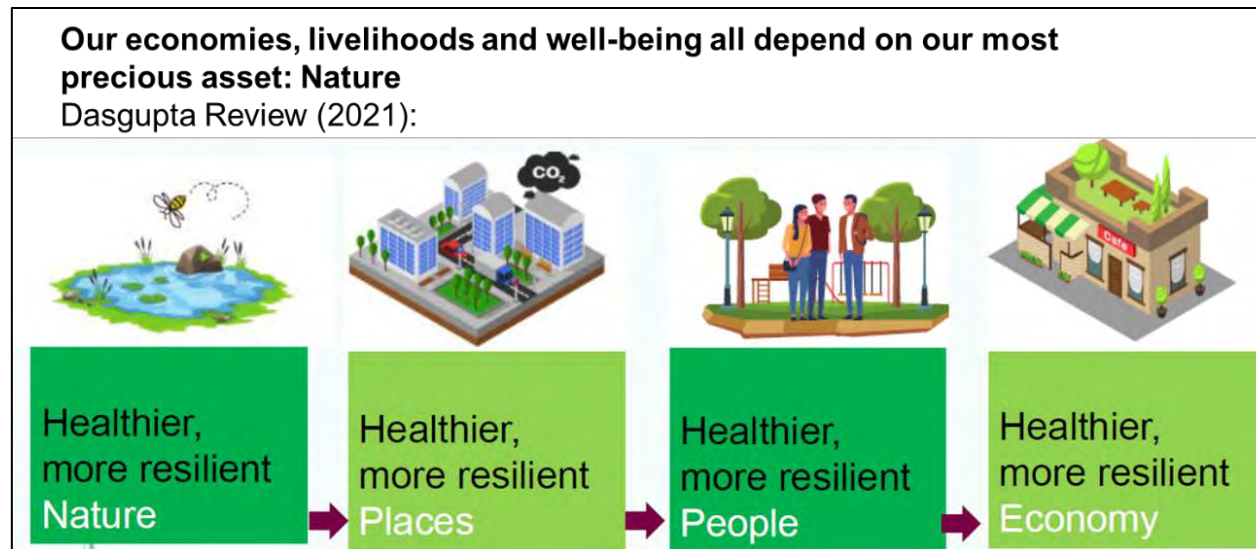 Our economies, livelihoods and well-being all depend on our most
precious asset: Nature
Dasgupta Review (2021):
CO₂
Cafe
Healthier,
more resilient
Nature
Healthier,
more resilient
Places
Healthier,
more resilient
People
Healthier,
more resilient
Economy